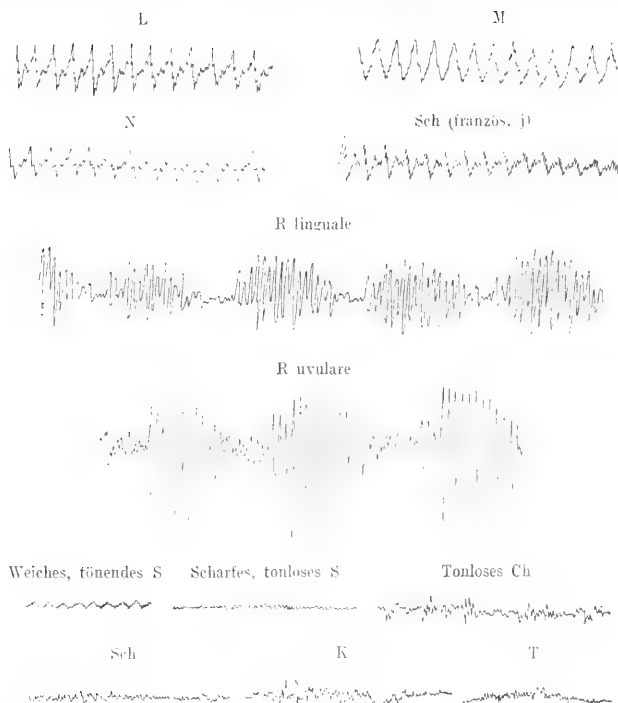 L M
N Sch (französ. j)
R linguale
R uvulare
Weiches, tönendes S Scharfes, tonloses S Tonloses Ch
Sch K T